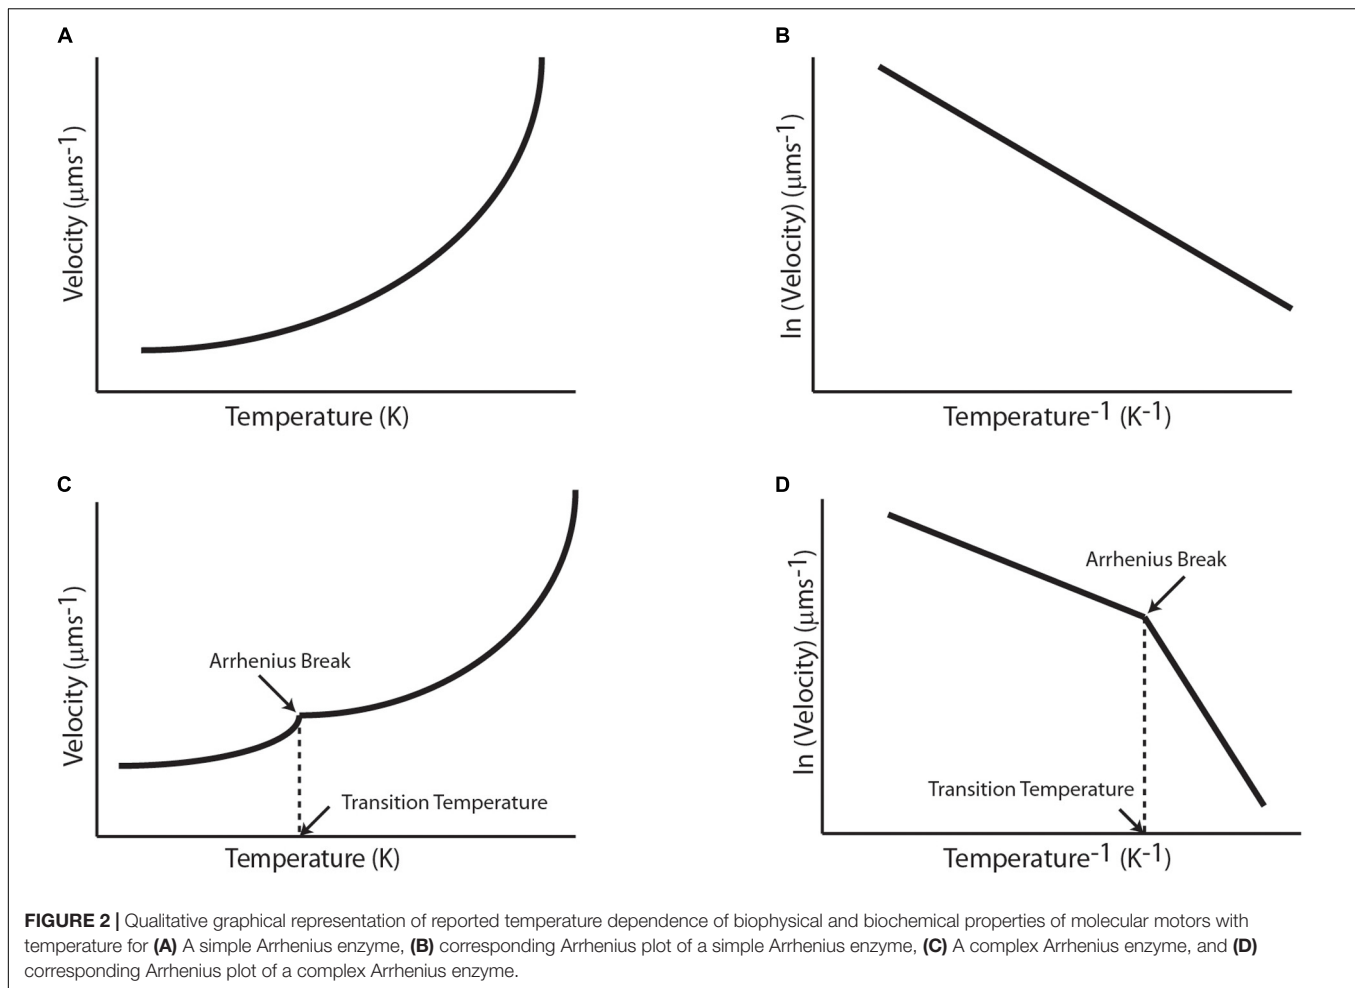 A
Velocity (μms-1)
Temperature (K)
B
ln (Velocity) (μms-1)
Temperature-1 (K-1)
C
Velocity (μms-1)
Arrhenius Break
Transition Temperature
Temperature (K)
D
ln (Velocity) (μms-1)
Arrhenius Break
Transition Temperature
Temperature-1 (K-1)
FIGURE 2 | Qualitative graphical representation of reported temperature dependence of biophysical and biochemical properties of molecular motors with
temperature for (A) A simple Arrhenius enzyme, (B) corresponding Arrhenius plot of a simple Arrhenius enzyme, (C) A complex Arrhenius enzyme, and (D)
corresponding Arrhenius plot of a complex Arrhenius enzyme.